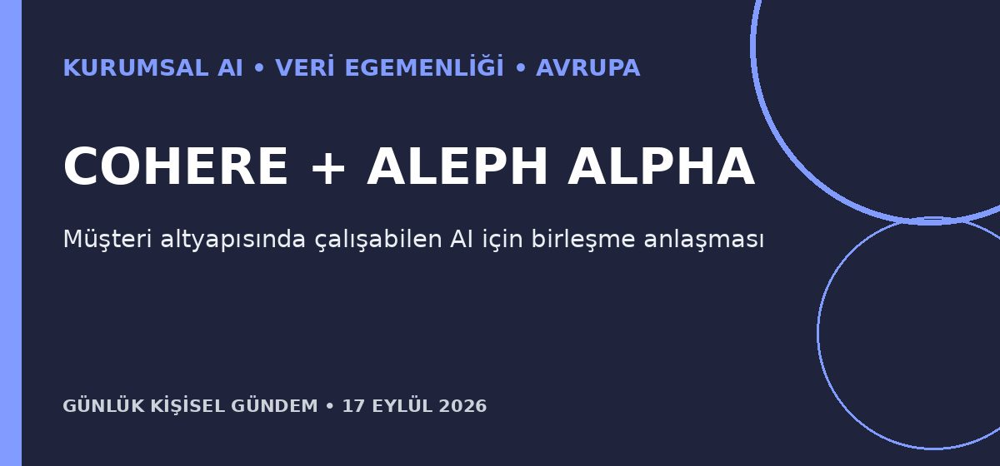 KURUMSAL AI • VERİ EGEMENLİĞİ • AVRUPA
COHERE + ALEPH ALPHA
Müşteri altyapısında çalışabilen AI için birleşme anlaşması
GÜNLÜK KİŞİSEL GÜNDEM • 17 EYLÜL 2026